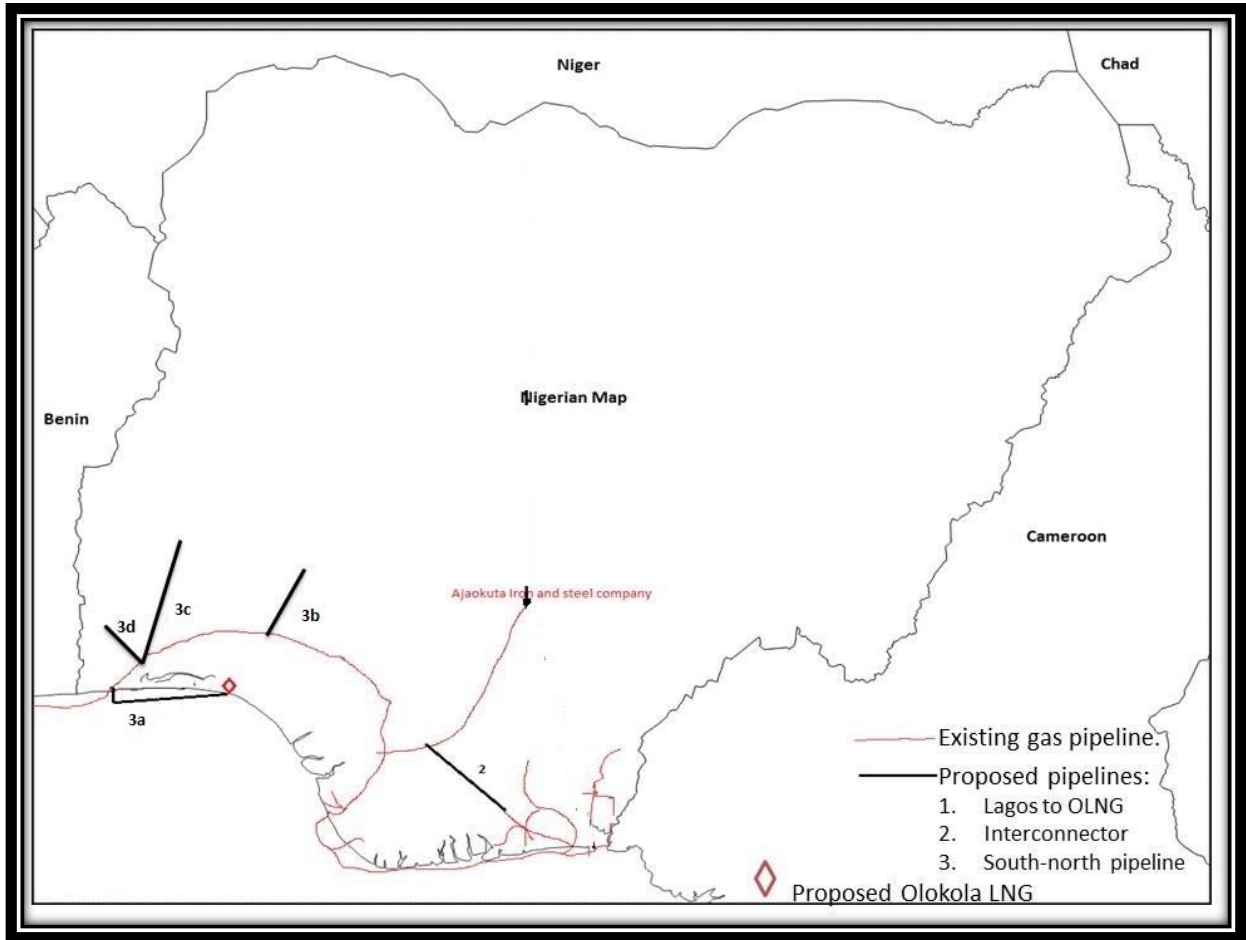 Niger
Chad
1
Nigerian Map
Benin
Cameroon
Ajaokuta Iron and steel company
3d
3c
3b
3a
2
Existing gas pipeline.
Proposed pipelines:
1. Lagos to OLNG
2. Interconnector
3. South-north pipeline
Proposed Olokola LNG